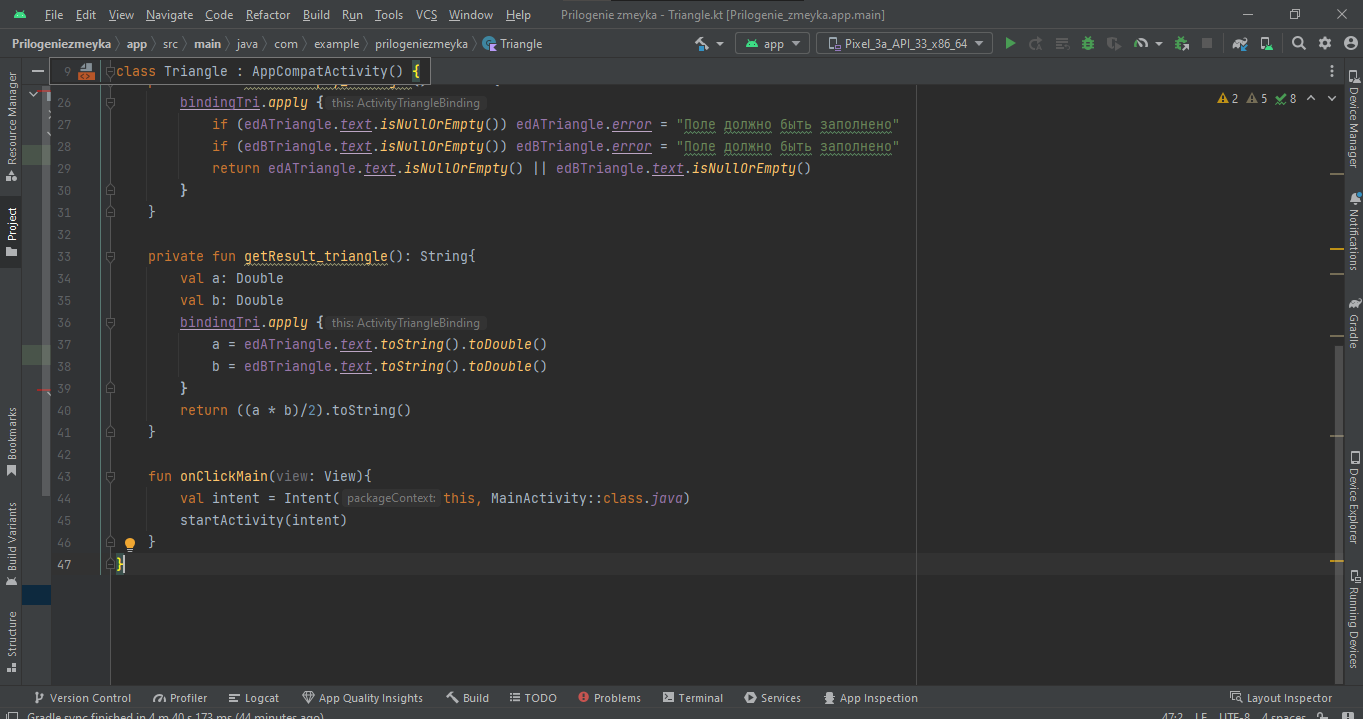 File Edit View Navigate Code Refactor Build Run Tools VCS Window Help Prilogenie zmeyka - Triangle.kt [Prilogenie_zmeyka.app.main]
Prilogeniezmeyka app src main java com example prilogeniezmeyka Triangle app Pixel_3a_API_33_x86_64
9 class Triangle : AppCompatActivity() {
2 5 8
26 bindingTri.apply { this: ActivityTriangleBinding
27 if (edATriangle.text.isNullOrEmpty()) edATriangle.error = "Поле должно быть заполнено"
28 if (edBTriangle.text.isNullOrEmpty()) edBTriangle.error = "Поле должно быть заполнено"
29 return edATriangle.text.isNullOrEmpty() || edBTriangle.text.isNullOrEmpty()
30 }
31 }
32
33 private fun getResult_triangle(): String{
34 val a: Double
35 val b: Double
36 bindingTri.apply { this: ActivityTriangleBinding
37 a = edATriangle.text.toString().toDouble()
38 b = edBTriangle.text.toString().toDouble()
39 }
40 return ((a * b)/2).toString()
41 }
42
43 fun onClickMain(view: View){
44 val intent = Intent( packageContext: this, MainActivity::class.java)
45 startActivity(intent)
46 }
47 }
Resource Manager
Project
Bookmarks
Build Variants
Structure
Device Manager
Notifications
Gradle
Device Explorer
Running Devices
Version Control Profiler Logcat App Quality Insights Build TODO Problems Terminal Services App Inspection Layout Inspector
Gradle sync finished in 4 m 40 s 173 ms (44 minutes ago) 47:2 LF UTF-8 4 spaces